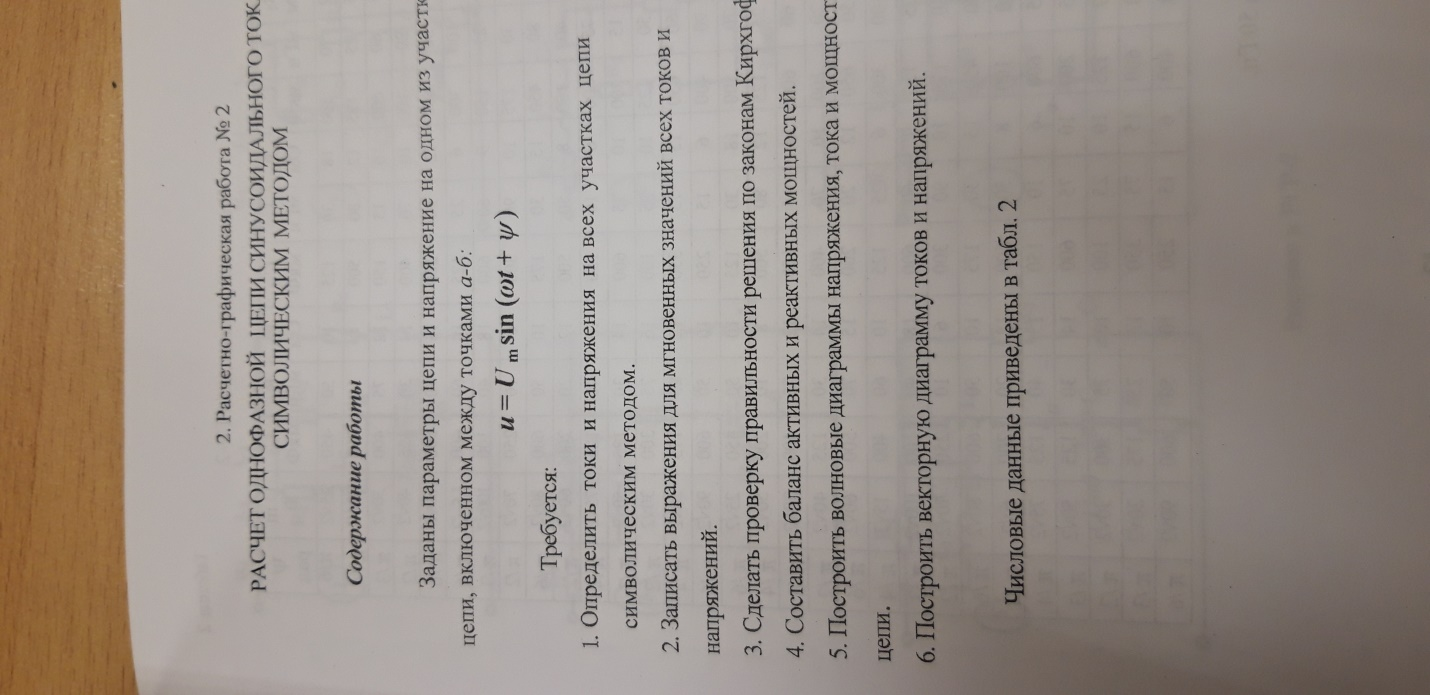 2. Расчетно-графическая работа № 2
РАСЧЕТ ОДНОФАЗНОЙ ЦЕПИ СИНУСОИДАЛЬНОГО ТОК
СИМВОЛИЧЕСКИМ МЕТОДОМ
Содержание работы
Заданы параметры цепи и напряжение на одном из участк
цепи, включенном между точками а-б:
u = U m sin (ωt + ψ)
Требуется:
1. Определить токи и напряжения на всех участках цепи
символическим методом.
2. Записать выражения для мгновенных значений всех токов и
напряжений.
3. Сделать проверку правильности решения по законам Кирхгоф
4. Составить баланс активных и реактивных мощностей.
5. Построить волновые диаграммы напряжения, тока и мощност
цепи.
6. Построить векторную диаграмму токов и напряжений.
Числовые данные приведены в табл. 2